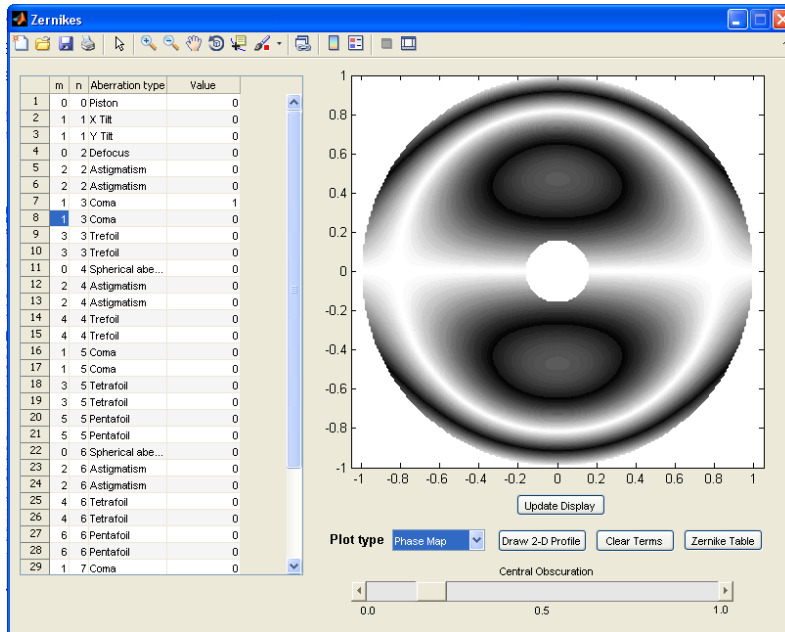 Zernikes
m n Aberration type Value
1 0 0 Piston 0
2 1 1 X Tilt 0
3 1 1 Y Tilt 0
4 0 2 Defocus 0
5 2 2 Astigmatism 0
6 2 2 Astigmatism 0
7 1 3 Coma 1
8 1 3 Coma 0
9 3 3 Trefoil 0
10 3 3 Trefoil 0
11 0 4 Spherical abe... 0
12 2 4 Astigmatism 0
13 2 4 Astigmatism 0
14 4 4 Trefoil 0
15 4 4 Trefoil 0
16 1 5 Coma 0
17 1 5 Coma 0
18 3 5 Tetrafoil 0
19 3 5 Tetrafoil 0
20 5 5 Pentafoil 0
21 5 5 Pentafoil 0
22 0 6 Spherical abe... 0
23 2 6 Astigmatism 0
24 2 6 Astigmatism 0
25 4 6 Tetrafoil 0
26 4 6 Tetrafoil 0
27 6 6 Pentafoil 0
28 6 6 Pentafoil 0
29 1 7 Coma 0
1
0.8
0.6
0.4
0.2
0
-0.2
-0.4
-0.6
-0.8
-1
-1 -0.8 -0.6 -0.4 -0.2 0 0.2 0.4 0.6 0.8 1
Update Display
Plot type Phase Map Draw 2-D Profile Clear Terms Zernike Table
Central Obscuration
0.0 0.5 1.0